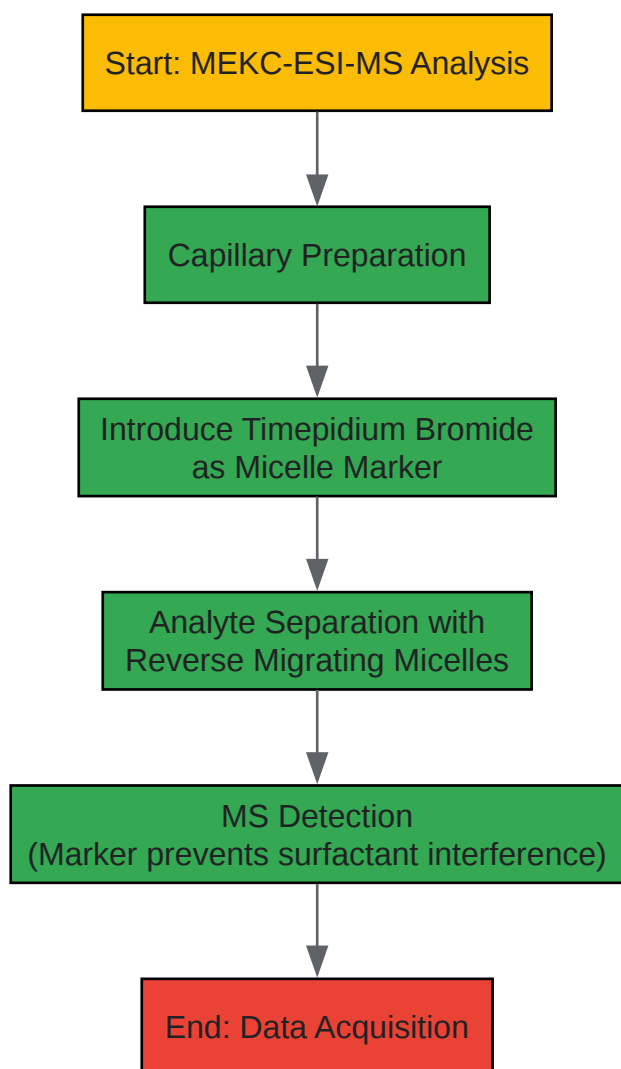 Start: MEKC-ESI-MS Analysis
Capillary Preparation
Introduce Timepidium Bromide
as Micelle Marker
Analyte Separation with
Reverse Migrating Micelles
MS Detection
(Marker prevents surfactant interference)
End: Data Acquisition